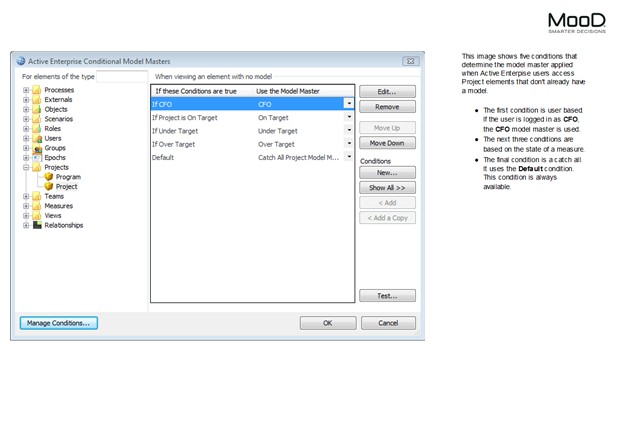 MooD
SMARTER DECISIONS
Active Enterprise Conditional Model Masters
For elements of the type
When viewing an element with no model
Processes
Externals
Objects
Scenarios
Roles
Users
Groups
Epochs
Projects
Program
Project
Teams
Measures
Views
Relationships
If these Conditions are true Use the Model Master
If CFO CFO
If Project is On Target On Target
If Under Target Under Target
If Over Target Over Target
Default Catch All Project Model M...
Edit...
Remove
Move Up
Move Down
Conditions
New...
Show All >>
< Add
< Add a Copy
Test...
Manage Conditions...
OK
Cancel
This image shows five conditions that
determine the model master applied
when Active Enterpise users access
Project elements that don't already have
a model.
● The first condition is user based.
If the user is logged in as CFO,
the CFO model master is used.
● The next three conditions are
based on the state of a measure.
● The final condition is a catch all.
It uses the Default condition.
This condition is always
available.